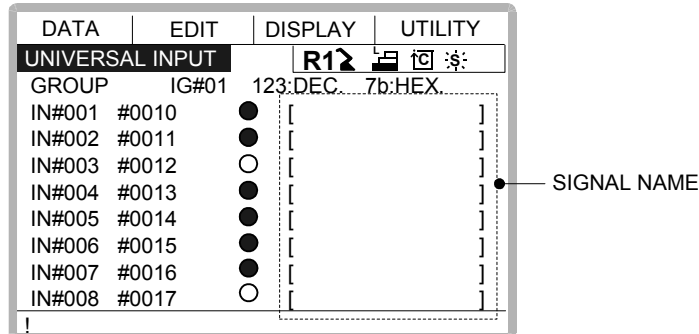 DATA EDIT DISPLAY UTILITY
UNIVERSAL INPUT R1 C S
GROUP IG#01 123:DEC. 7b:HEX.
IN#001 #0010 [ ]
IN#002 #0011 [ ]
IN#003 #0012 [ ]
IN#004 #0013 [ ]
IN#005 #0014 [ ]
IN#006 #0015 [ ]
IN#007 #0016 [ ]
IN#008 #0017 [ ]
!
SIGNAL NAME